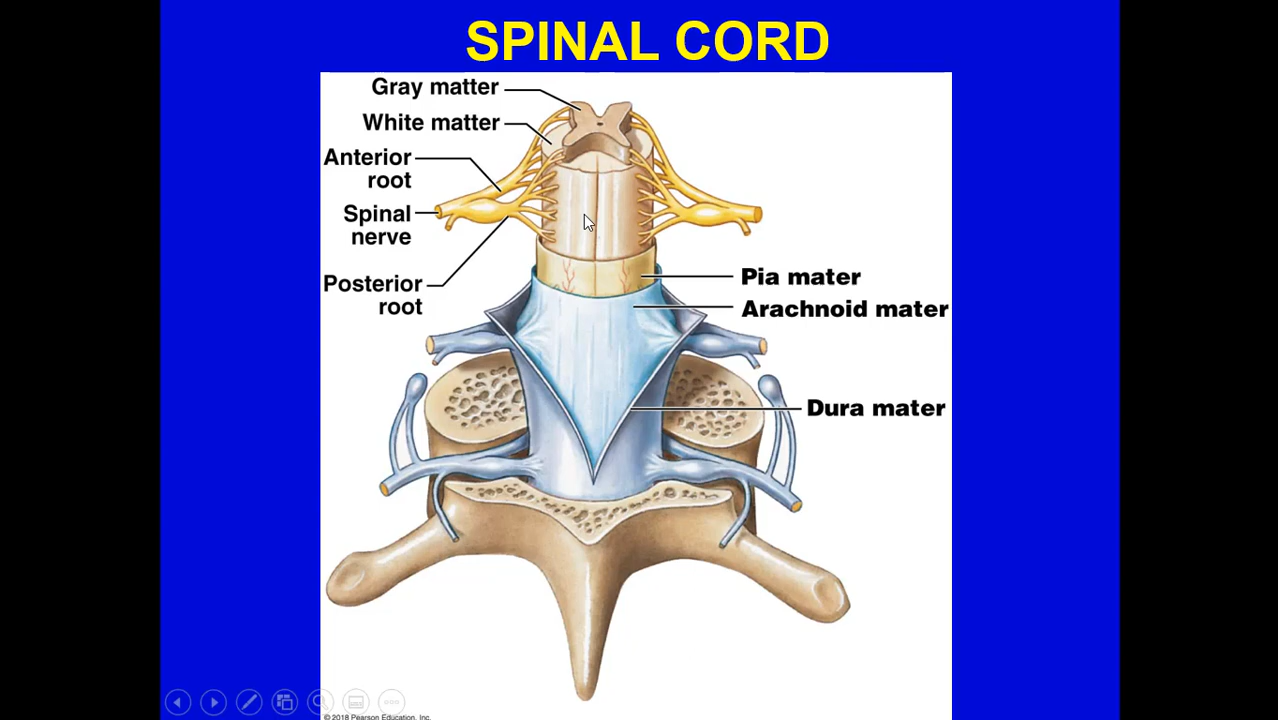 SPINAL CORD
Gray matter
White matter
Anterior
root
Spinal
nerve
Posterior
root
Pia mater
Arachnoid mater
Dura mater
© 2018 Pearson Education, Inc.